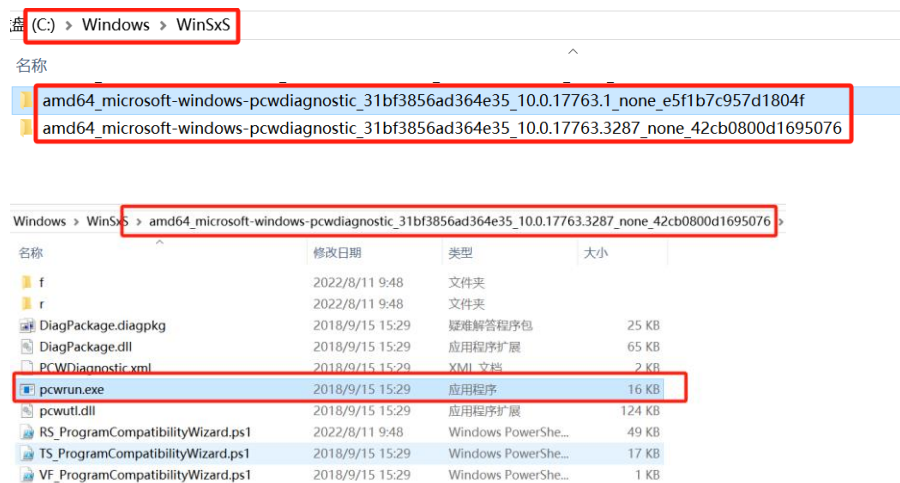 盘 (C:) > Windows > WinSxS
名称
amd64_microsoft-windows-pcwdiagnostic_31bf3856ad364e35_10.0.17763.1_none_e5f1b7c957d1804f
amd64_microsoft-windows-pcwdiagnostic_31bf3856ad364e35_10.0.17763.3287_none_42cb0800d1695076
Windows > WinSxS > amd64_microsoft-windows-pcwdiagnostic_31bf3856ad364e35_10.0.17763.3287_none_42cb0800d1695076 >
名称 修改日期 类型 大小
f 2022/8/11 9:48 文件夹
r 2022/8/11 9:48 文件夹
DiagPackage.diagpkg 2018/9/15 15:29 疑难解答程序包 25 KB
DiagPackage.dll 2018/9/15 15:29 应用程序扩展 65 KB
PCWDiagnostic.xml 2018/9/15 15:29 XML 文档 2 KB
pcwrun.exe 2018/9/15 15:29 应用程序 16 KB
pcwutl.dll 2018/9/15 15:29 应用程序扩展 124 KB
RS_ProgramCompatibilityWizard.ps1 2022/8/11 9:48 Windows PowerShe... 49 KB
TS_ProgramCompatibilityWizard.ps1 2018/9/15 15:29 Windows PowerShe... 17 KB
VF_ProgramCompatibilityWizard.ps1 2018/9/15 15:29 Windows PowerShe... 1 KB